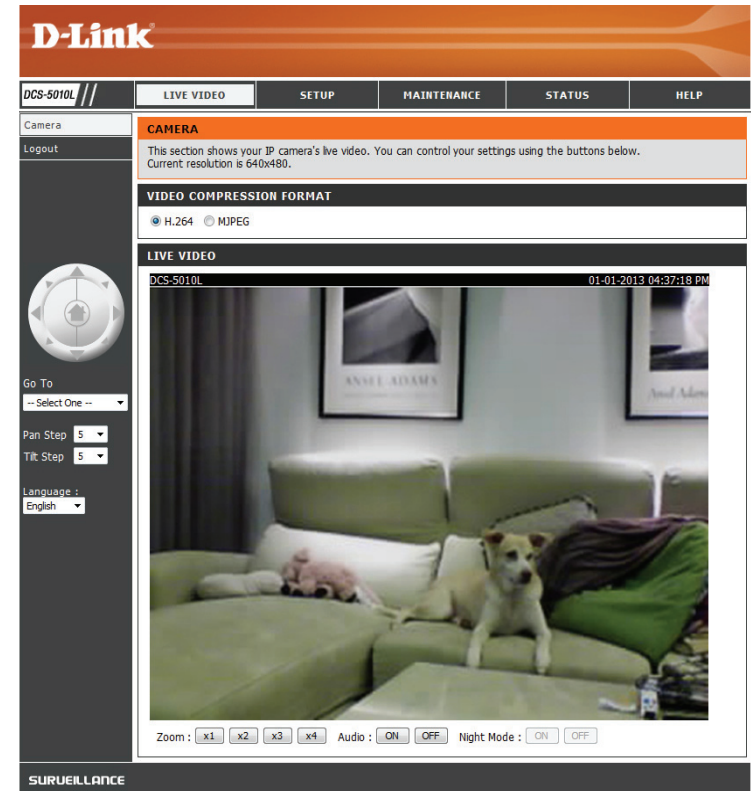 D-Link
DCS-5010L // LIVE VIDEO SETUP MAINTENANCE STATUS HELP
Camera
Logout
Go To
-- Select One --
Pan Step 5
Tilt Step 5
Language :
English
CAMERA
This section shows your IP camera's live video. You can control your settings using the buttons below.
Current resolution is 640x480.
VIDEO COMPRESSION FORMAT
H.264 MJPEG
LIVE VIDEO
DCS-5010L 01-01-2013 04:37:18 PM
ANSEL ADAMS
Ansel Adams
Zoom : x1 x2 x3 x4 Audio : ON OFF Night Mode : ON OFF
SURVEILLANCE